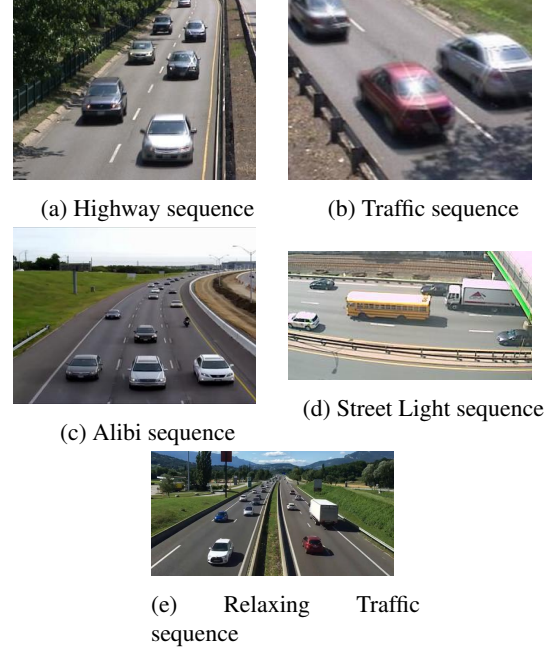 (a) Highway sequence
(b) Traffic sequence
(c) Alibi sequence
(d) Street Light sequence
(e) Relaxing Traffic
sequence